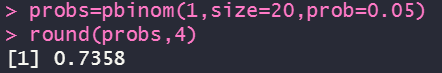 > probs=pbinom(1,size=20,prob=0.05)
> round(probs,4)
[1] 0.7358